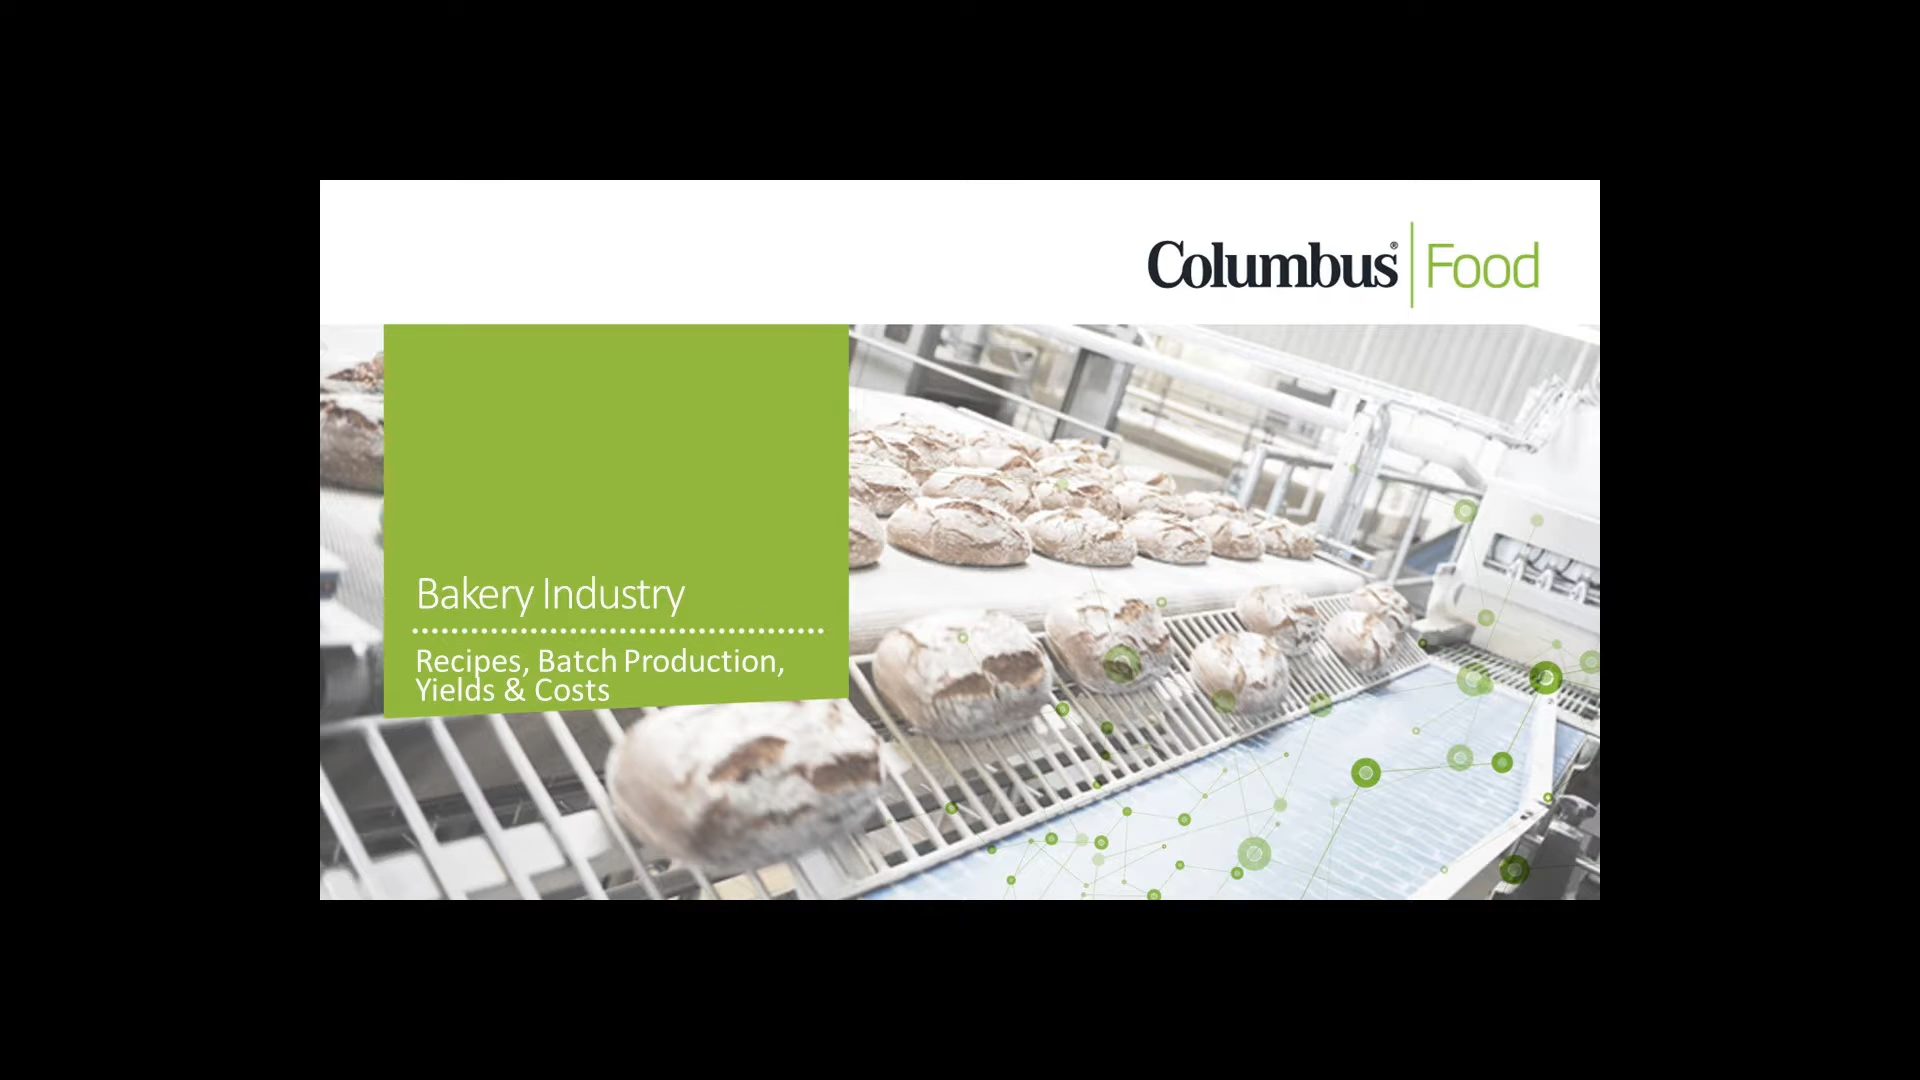 Columbus® Food
Bakery Industry
Recipes, Batch Production,
Yields & Costs